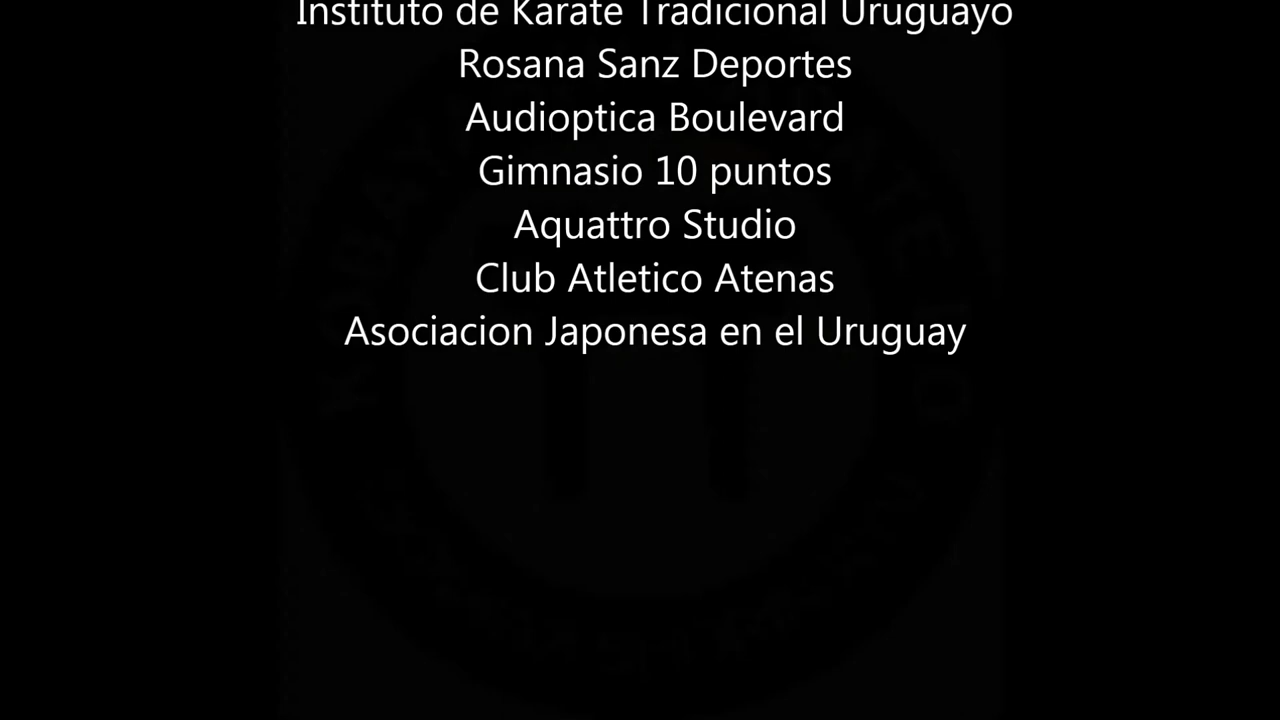 Instituto de Karate Tradicional Uruguayo
Rosana Sanz Deportes
Audioptica Boulevard
Gimnasio 10 puntos
Aquattro Studio
Club Atletico Atenas
Asociacion Japonesa en el Uruguay